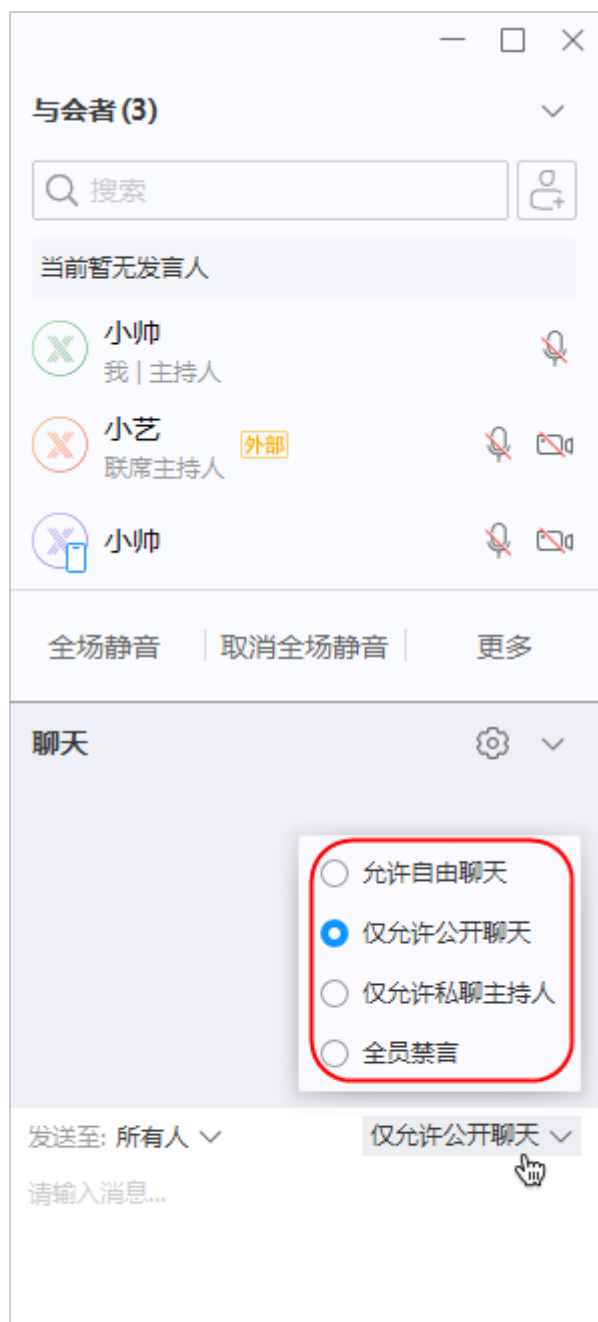 与会者(3)
搜索
当前暂无发言人
小帅
我 | 主持人
小艺
外部
联席主持人
小帅
全场静音
取消全场静音
更多
聊天
允许自由聊天
仅允许公开聊天
仅允许私聊主持人
全员禁言
发送至: 所有人
仅允许公开聊天
请输入消息...